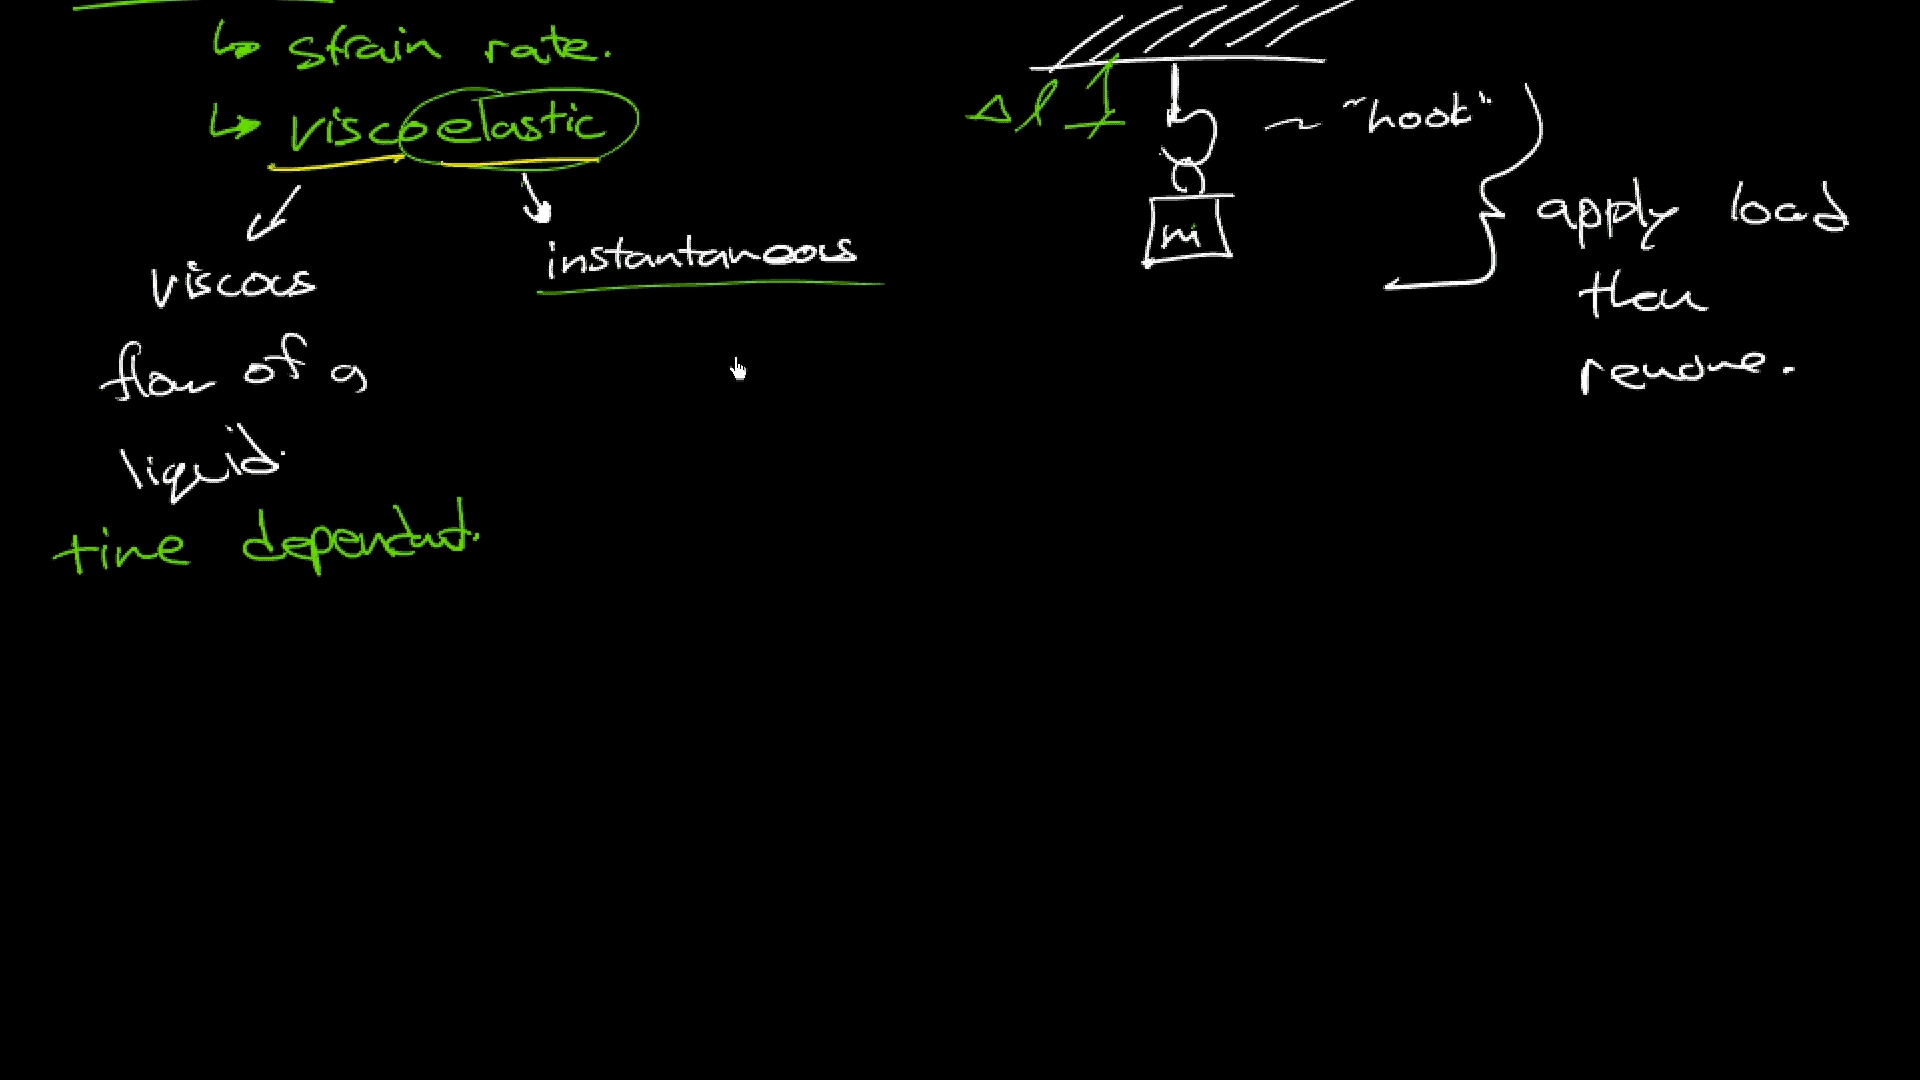 ↳ strain rate.
↳ viscoelastic
viscous
flow of a
liquid.
time dependent.
instantaneous
Δl
~ "hook"
m
apply load
then
remove.